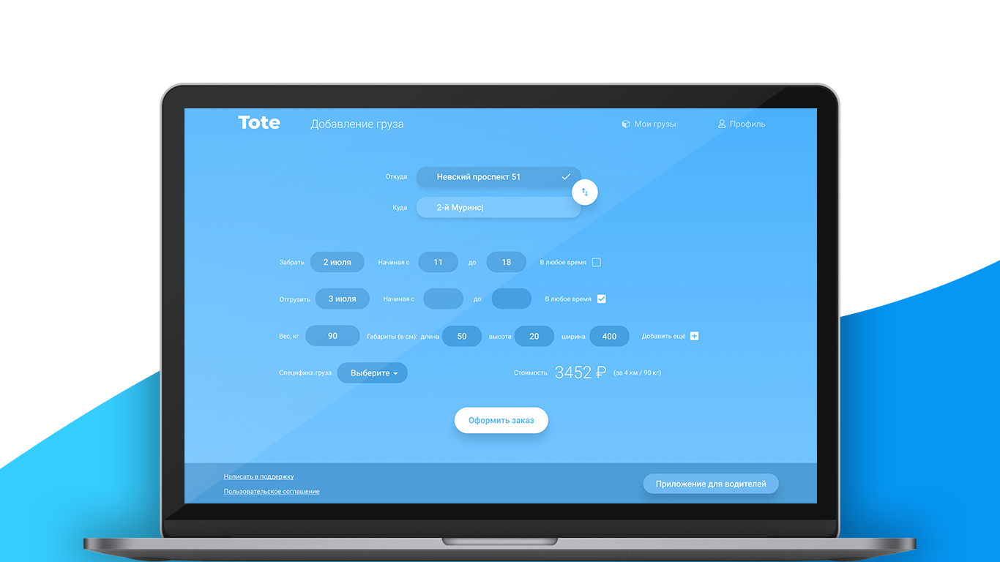 Tote Добавление груза Мои грузы Профиль
Откуда Невский проспект 51
Куда 2-й Муринс
Забрать 2 июля Начиная с 11 до 18 В любое время
Отгрузить 3 июля Начиная с до В любое время
Вес, кг 90 Габариты (в см): длина 50 высота 20 ширина 400 Добавить ещё
Специфика груза Выберите Стоимость 3452 ₽ (за 4 км / 90 кг)
Оформить заказ
Написать в поддержку
Приложение для водителей
Пользовательское соглашение